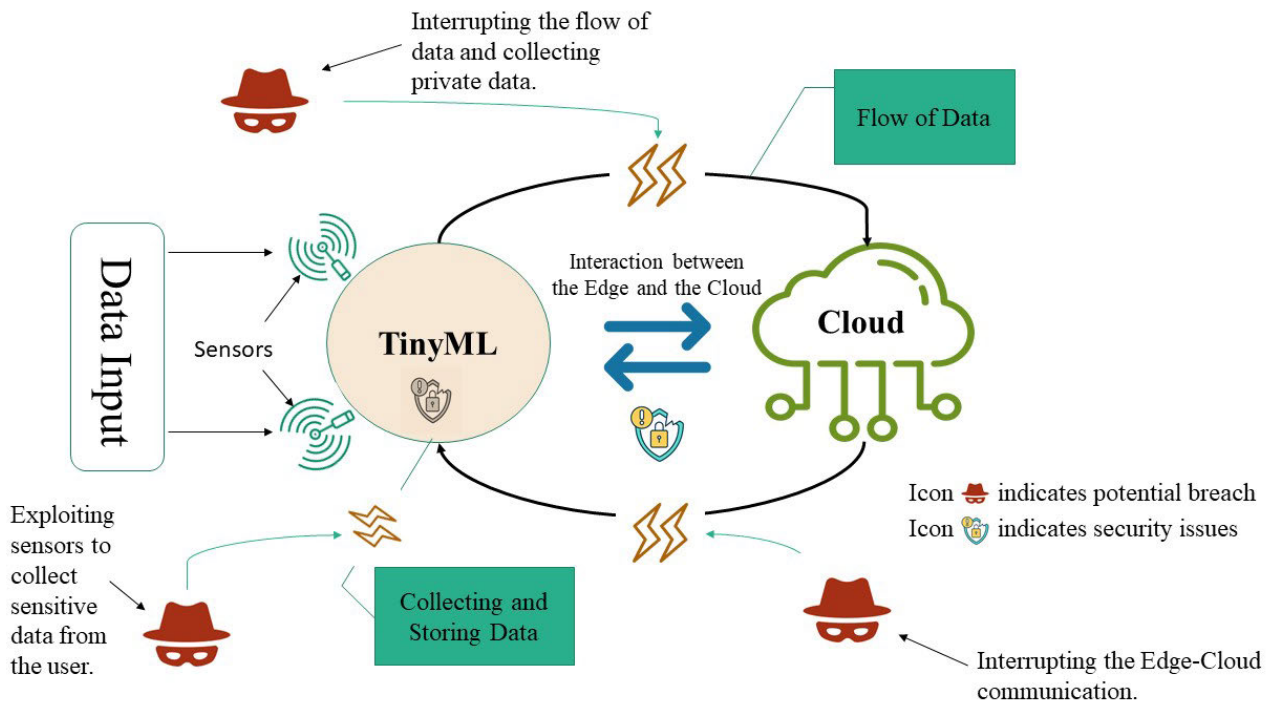 Interrupting the flow of
data and collecting
private data.
Flow of Data
Data Input
Sensors
TinyML
Interaction between
the Edge and the Cloud
Cloud
Icon indicates potential breach
Icon indicates security issues
Exploiting
sensors to
collect
sensitive
data from
the user.
Collecting and
Storing Data
Interrupting the Edge-Cloud
communication.